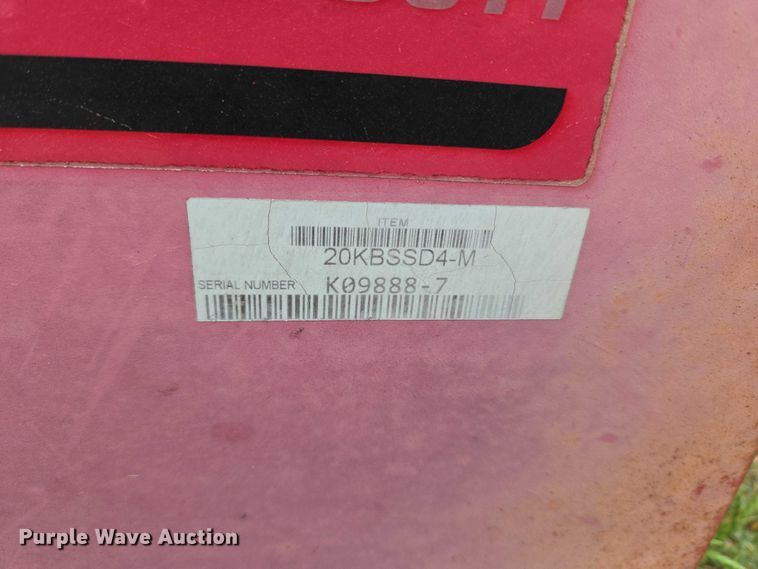 ITEM
20KBSSD4-M
SERIAL NUMBER K09888-7
Purple Wave Auction